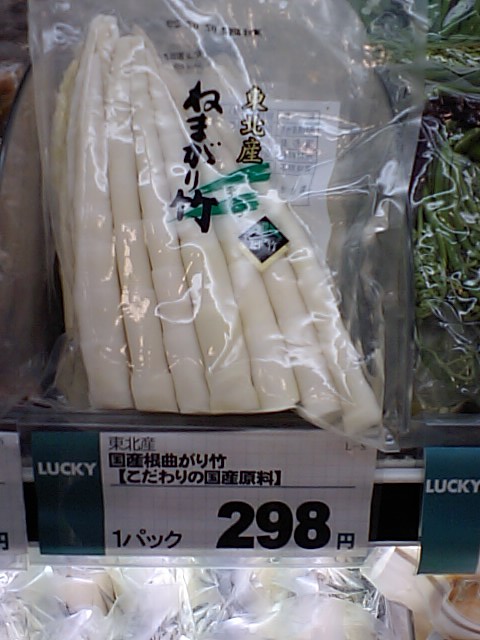 東北産
ねまがり竹
東北産
国産根曲がり竹
【こだわりの国産原料】
LUCKY
1パック 298円
LUCKY
円